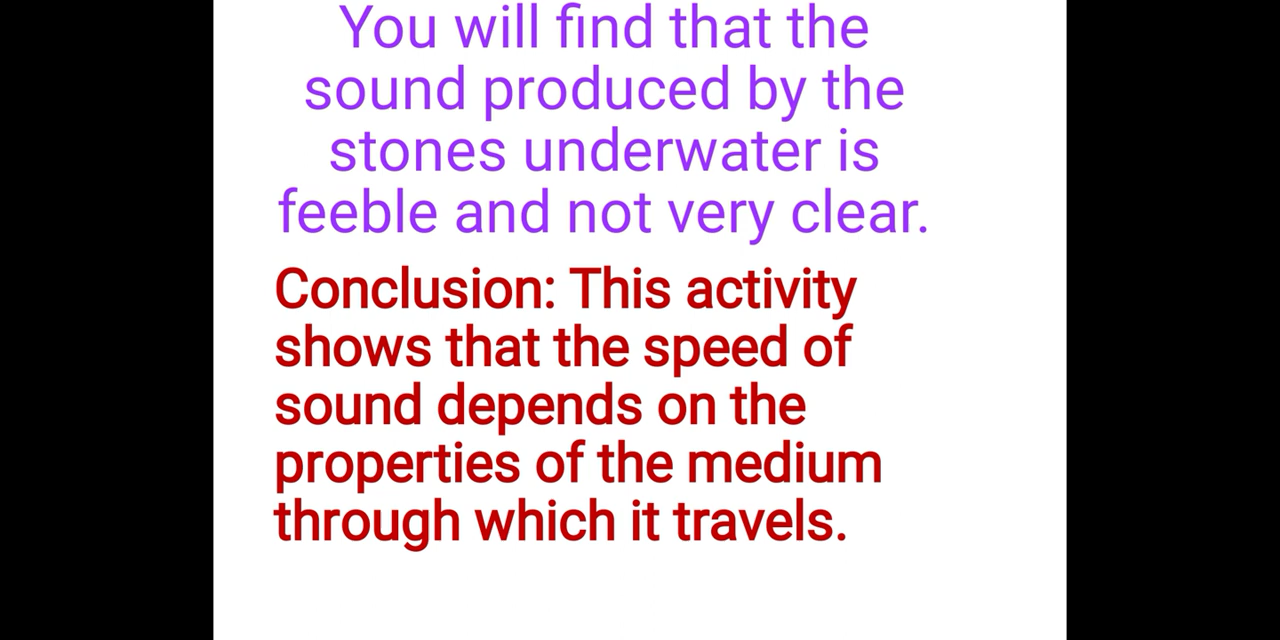 You will find that the
sound produced by the
stones underwater is
feeble and not very clear.
Conclusion: This activity
shows that the speed of
sound depends on the
properties of the medium
through which it travels.